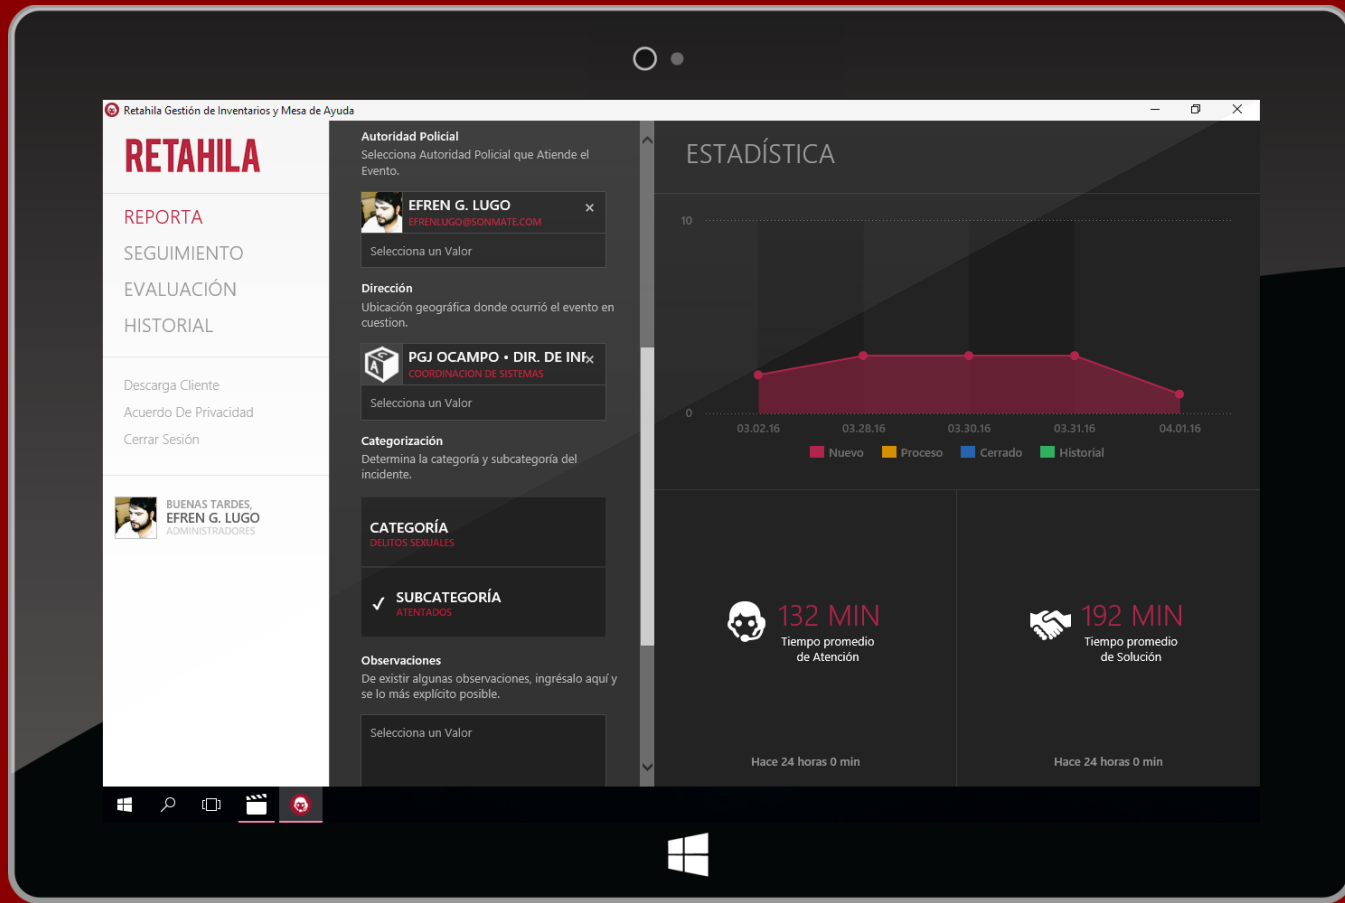 Retahila Gestión de Inventarios y Mesa de Ayuda
RETAHILA
REPORTA
SEGUIMIENTO
EVALUACIÓN
HISTORIAL
Descarga Cliente
Acuerdo De Privacidad
Cerrar Sesión
BUENAS TARDES,
EFREN G. LUGO
ADMINISTRADORES
Autoridad Policial
Selecciona Autoridad Policial que Atiende el
Evento.
EFREN G. LUGO
EFRENLUGO@SONMATE.COM
Selecciona un Valor
Dirección
Ubicación geográfica donde ocurrió el evento en
cuestion.
PGJ OCAMPO • DIR. DE INF
COORDINACION DE SISTEMAS
Selecciona un Valor
Categorización
Determina la categoría y subcategoría del
incidente.
CATEGORÍA
DELITOS SEXUALES
SUBCATEGORÍA
ATENTADOS
Observaciones
De existir algunas observaciones, ingrésalo aquí y
se lo más explícito posible.
Selecciona un Valor
ESTADÍSTICA
10
0
03.02.16 03.28.16 03.30.16 03.31.16 04.01.16
Nuevo Proceso Cerrado Historial
132 MIN
Tiempo promedio
de Atención
Hace 24 horas 0 min
192 MIN
Tiempo promedio
de Solución
Hace 24 horas 0 min